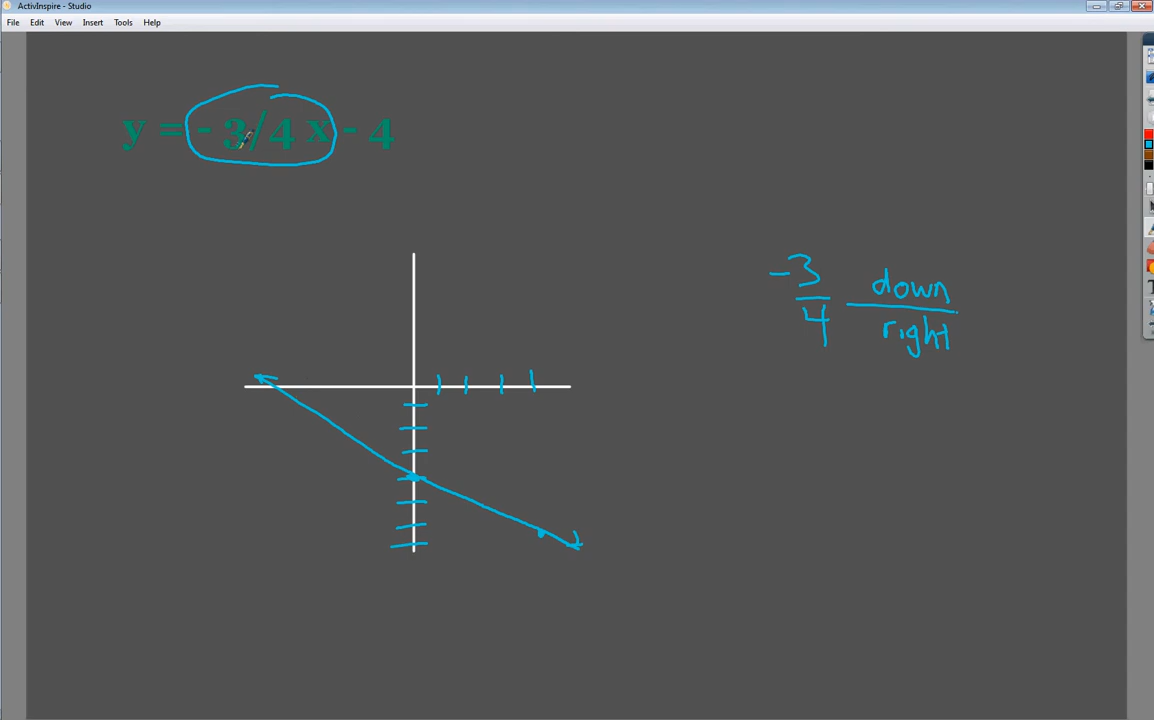 ActivInspire - Studio
File Edit View Insert Tools Help
y = - 3/4 x - 4
-3 down
4 right